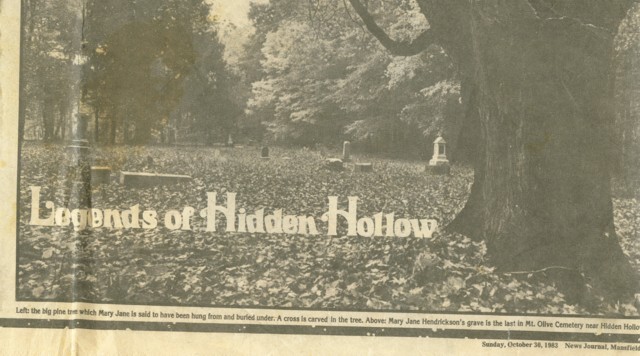 Legends of Hidden Hollow
Left: the big pine tree which Mary Jane is said to have been hung from and buried under. A cross is carved in the tree. Above: Mary Jane Hendrickson's grave is the last in Mt. Olive Cemetery near Hidden Hollo
Sunday, October 30, 1982 News Journal, Mansfield